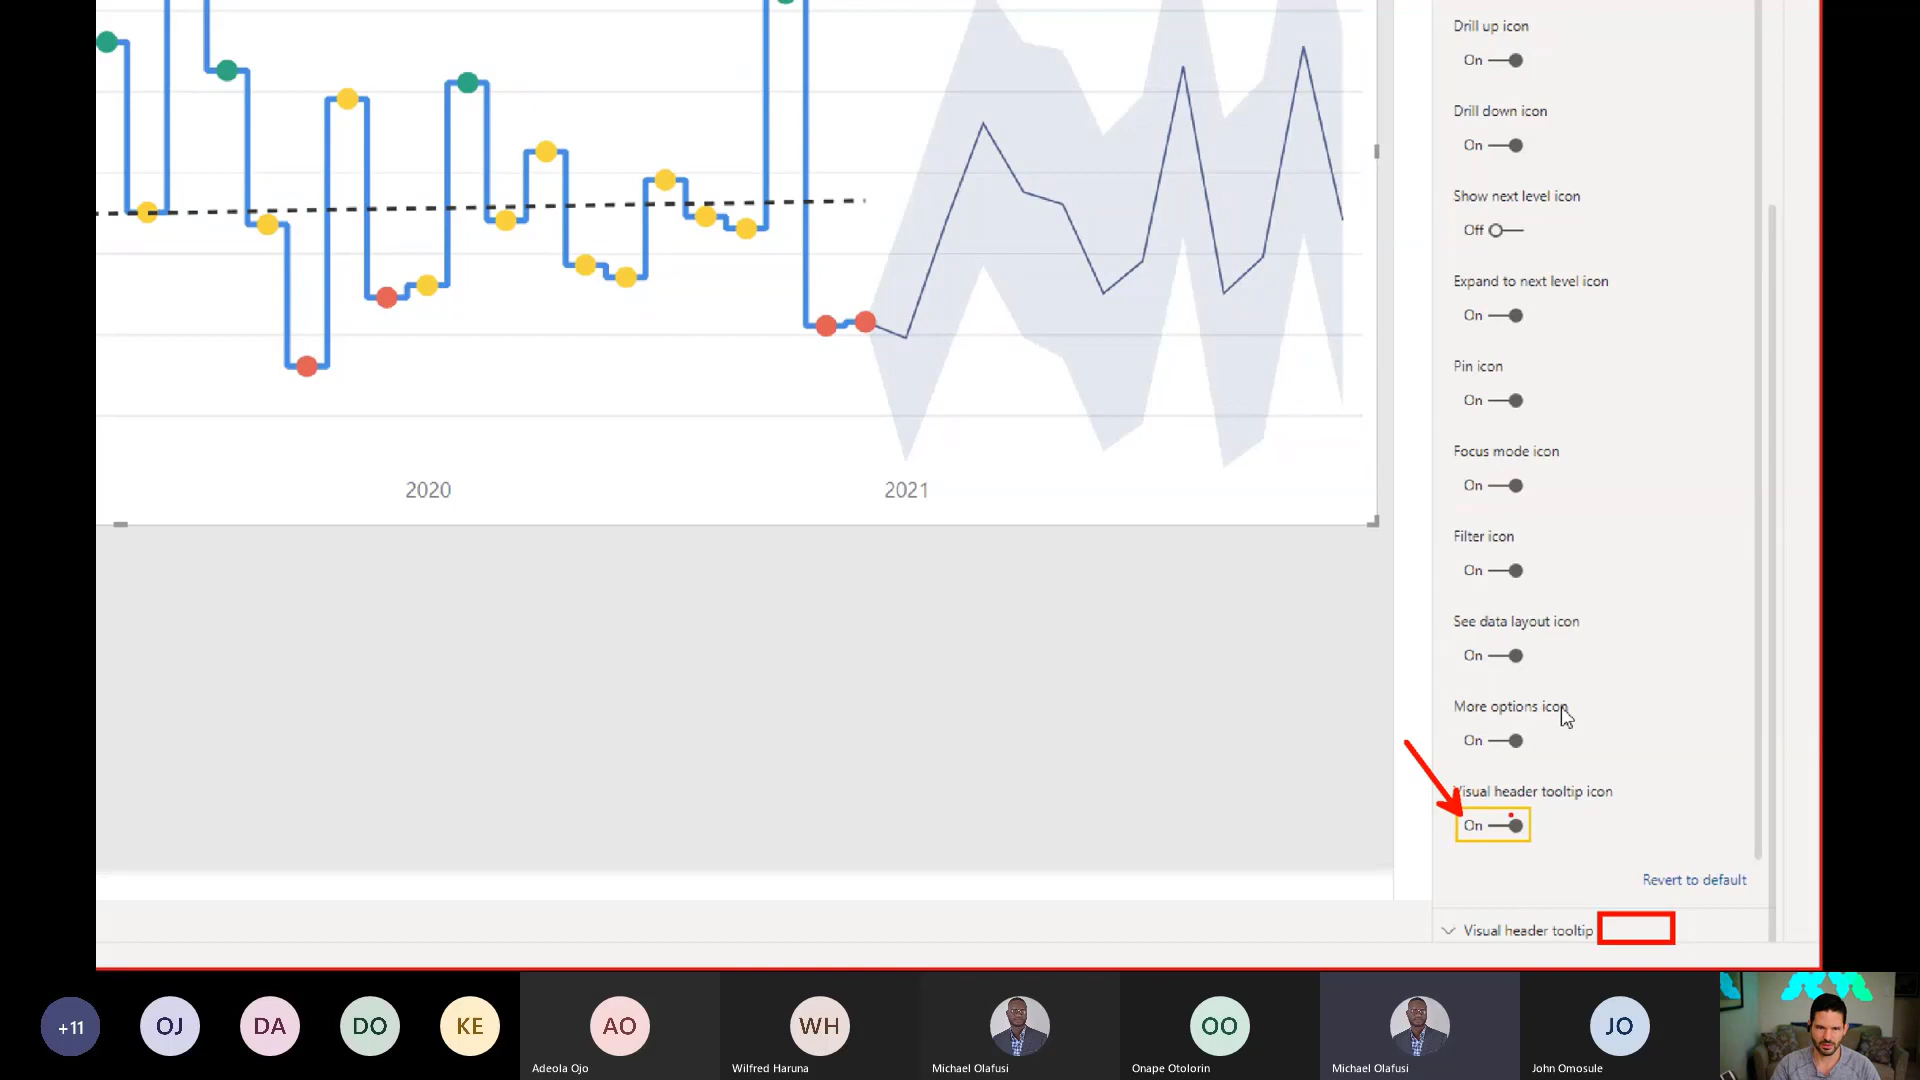 Drill up icon
On
Drill down icon
On
Show next level icon
Off
Expand to next level icon
On
Pin icon
On
Focus mode icon
On
Filter icon
On
See data layout icon
On
More options icon
On
Visual header tooltip icon
On
Revert to default
Visual header tooltip
2020
2021
+11
OJ
DA
DO
KE
AO
WH
OO
JO
Adeola Ojo
Wilfred Haruna
Michael Olafusi
Onape Otolorin
Michael Olafusi
John Omosule